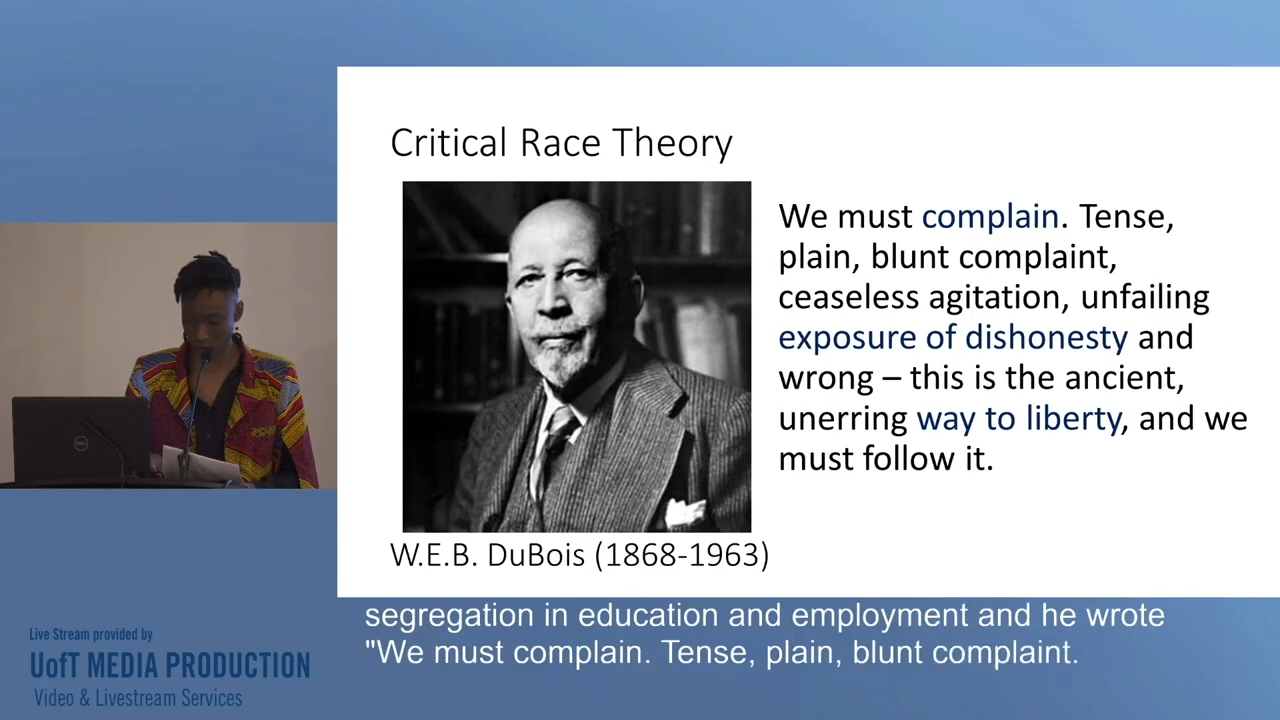 Critical Race Theory
We must complain. Tense,
plain, blunt complaint,
ceaseless agitation, unfailing
exposure of dishonesty and
wrong – this is the ancient,
unerring way to liberty, and we
must follow it.
W.E.B. DuBois (1868-1963)
segregation in education and employment and he wrote
"We must complain. Tense, plain, blunt complaint.
Live Stream provided by
UofT MEDIA PRODUCTION
Video & Livestream Services
DELL